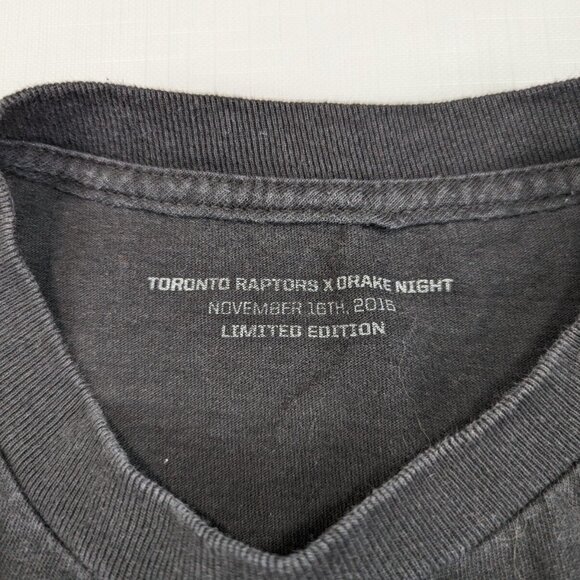 TORONTO RAPTORS X DRAKE NIGHT
NOVEMBER 16TH, 2016
LIMITED EDITION